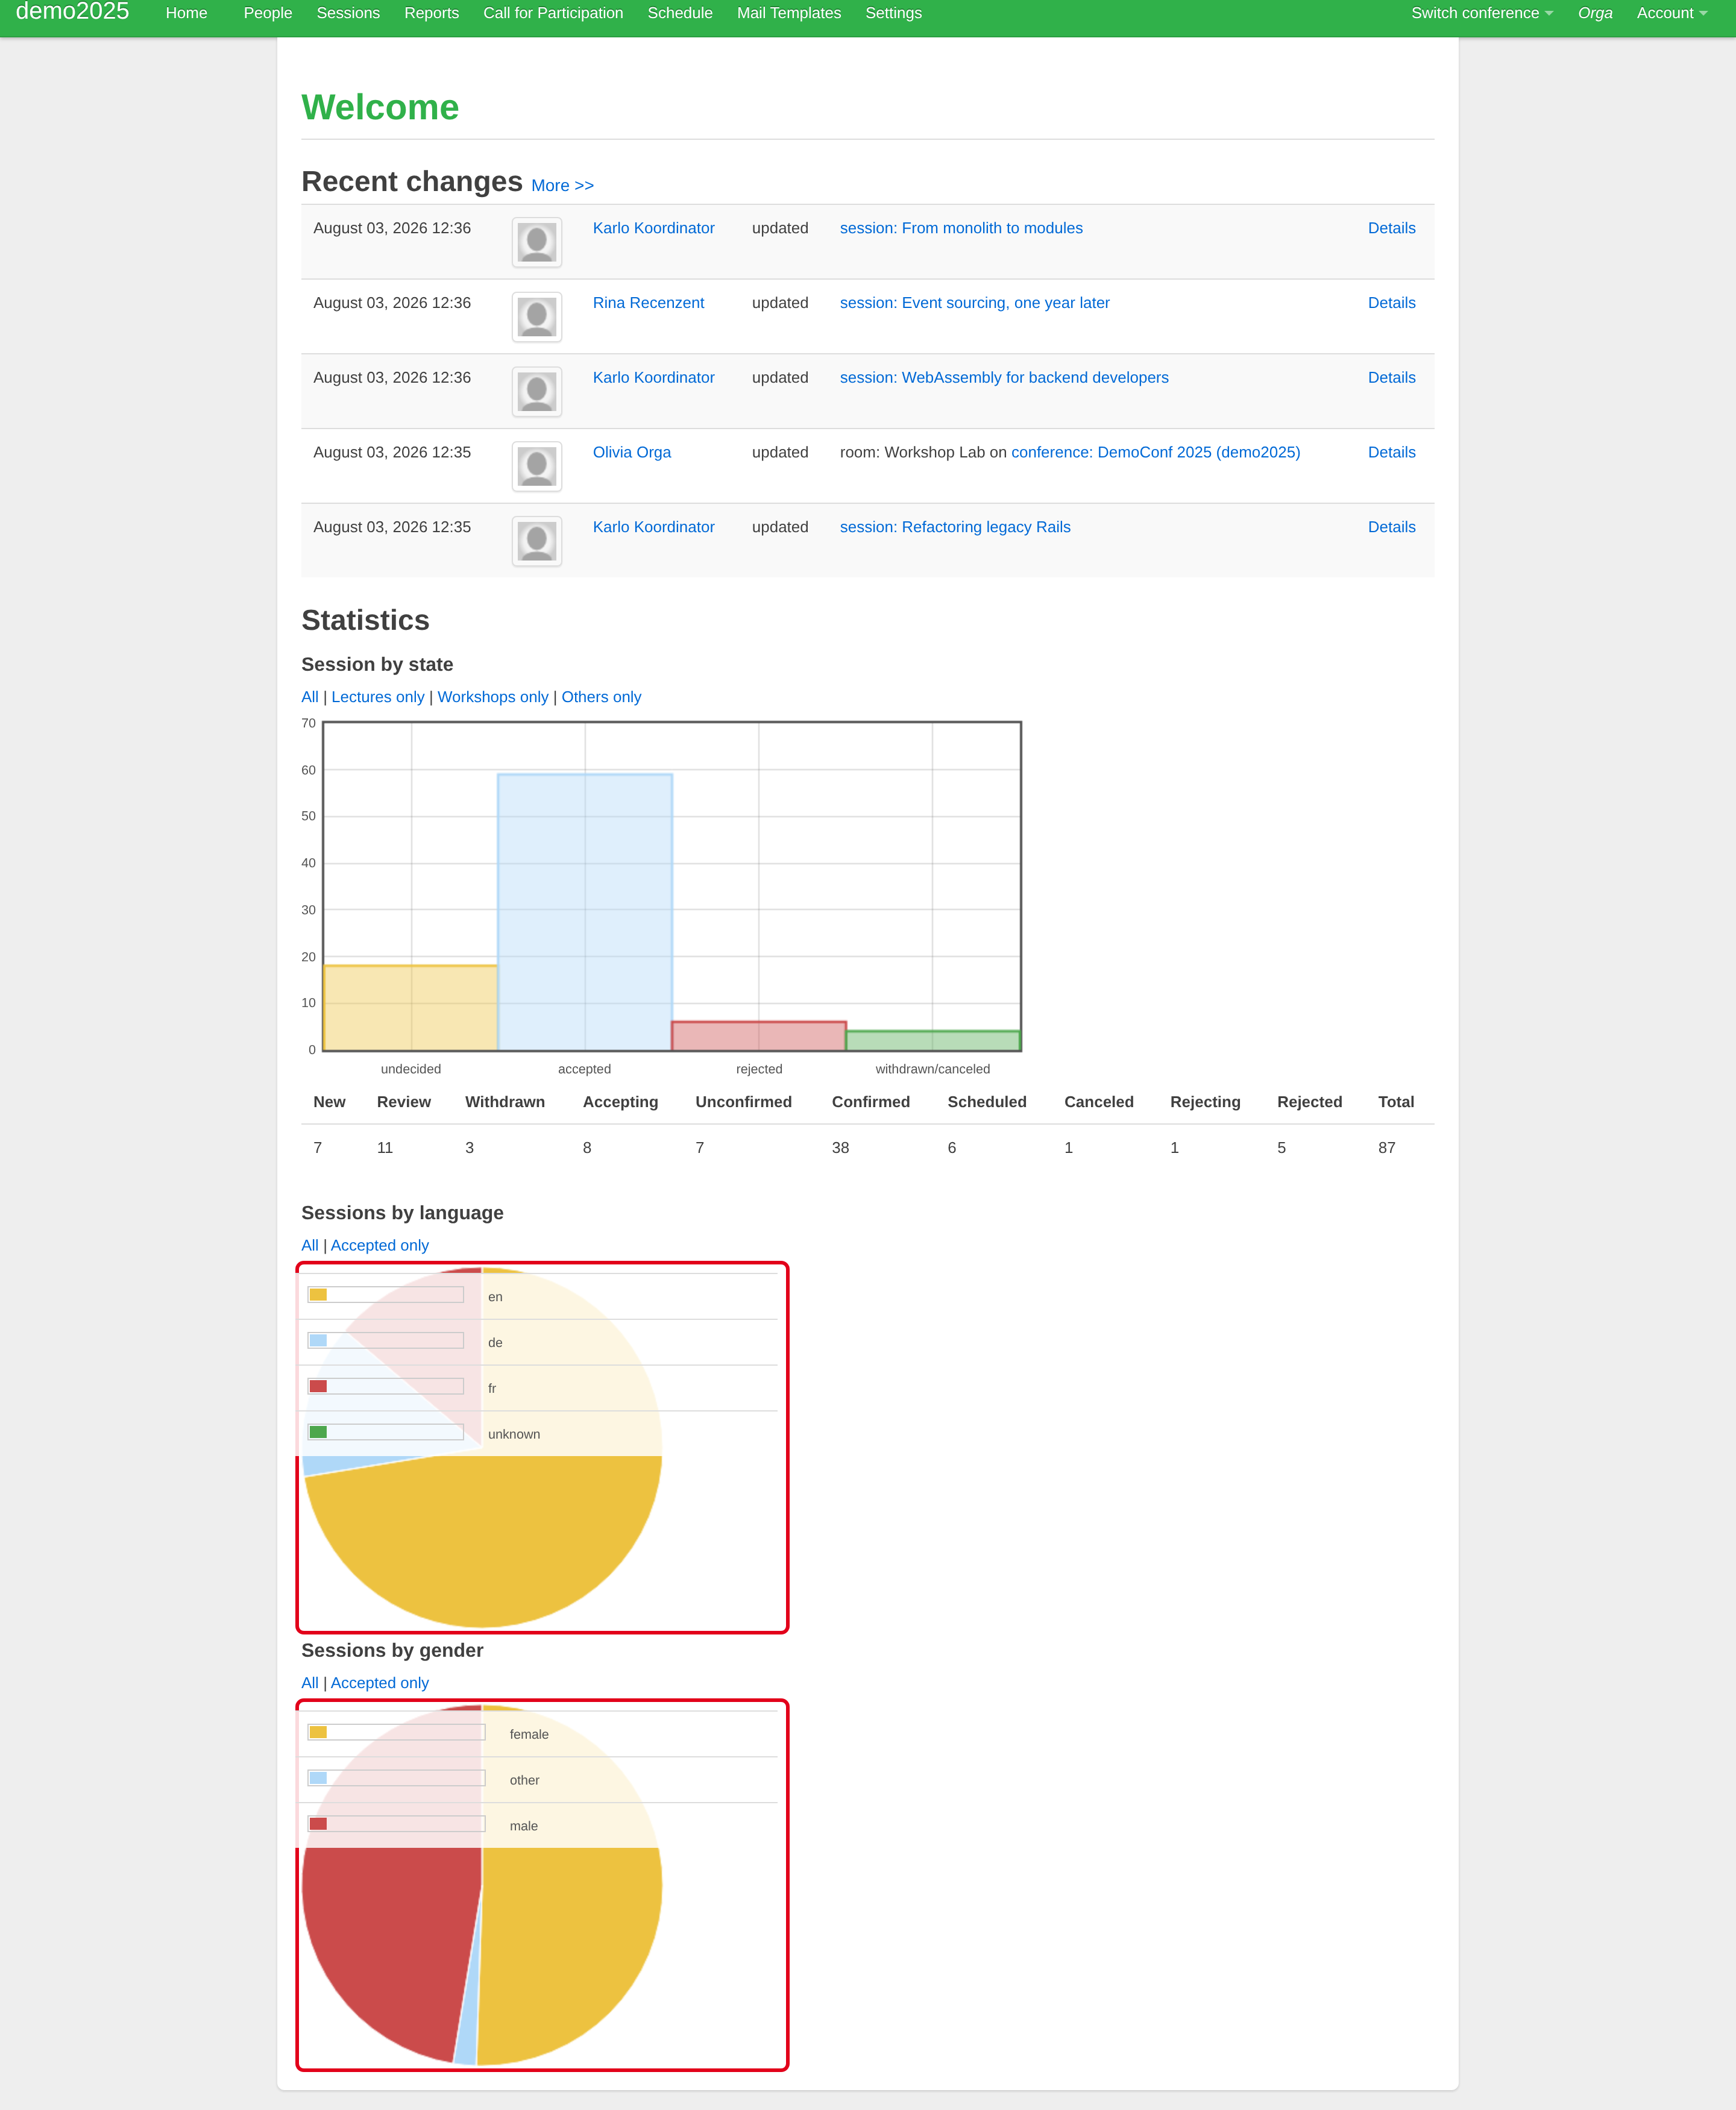 demo2025 Home People Sessions Reports Call for Participation Schedule Mail Templates Settings Switch conference Orga Account
Welcome
Recent changes More >>
August 03, 2026 12:36 Karlo Koordinator updated session: From monolith to modules Details
August 03, 2026 12:36 Rina Recenzent updated session: Event sourcing, one year later Details
August 03, 2026 12:36 Karlo Koordinator updated session: WebAssembly for backend developers Details
August 03, 2026 12:35 Olivia Orga updated room: Workshop Lab on conference: DemoConf 2025 (demo2025) Details
August 03, 2026 12:35 Karlo Koordinator updated session: Refactoring legacy Rails Details
Statistics
Session by state
All | Lectures only | Workshops only | Others only
70
60
50
40
30
20
10
0
undecided accepted rejected withdrawn/canceled
New Review Withdrawn Accepting Unconfirmed Confirmed Scheduled Canceled Rejecting Rejected Total
7 11 3 8 7 38 6 1 1 5 87
Sessions by language
All | Accepted only
en
de
fr
unknown
Sessions by gender
All | Accepted only
female
other
male